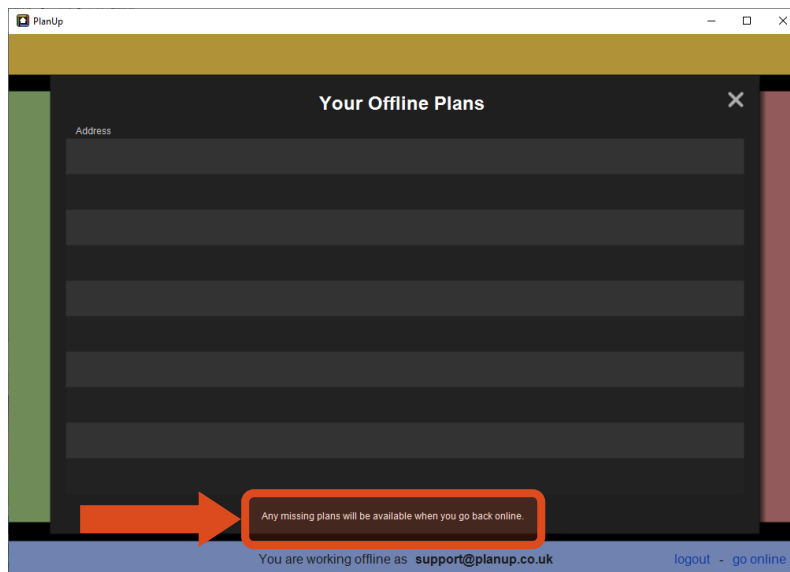 PlanUp
Your Offline Plans
Address
Any missing plans will be available when you go back online.
You are working offline as support@planup.co.uk
logout - go online